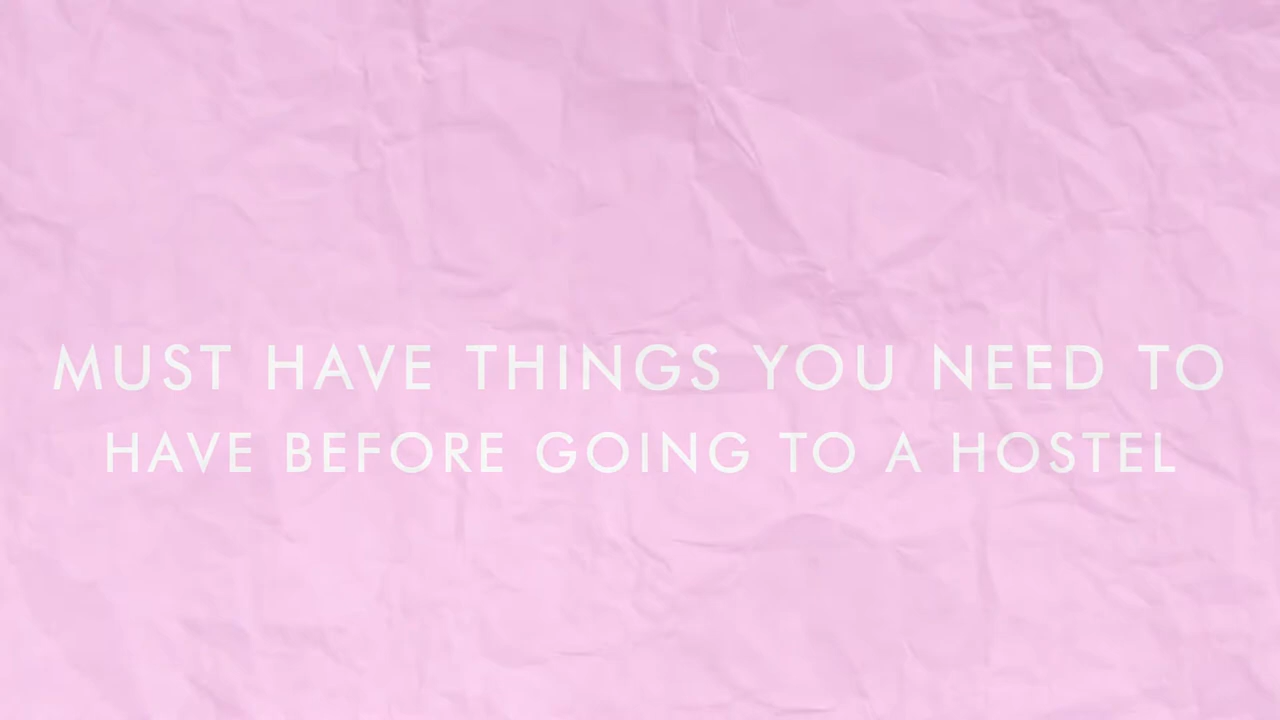 MUST HAVE THINGS YOU NEED TO
HAVE BEFORE GOING TO A HOSTEL